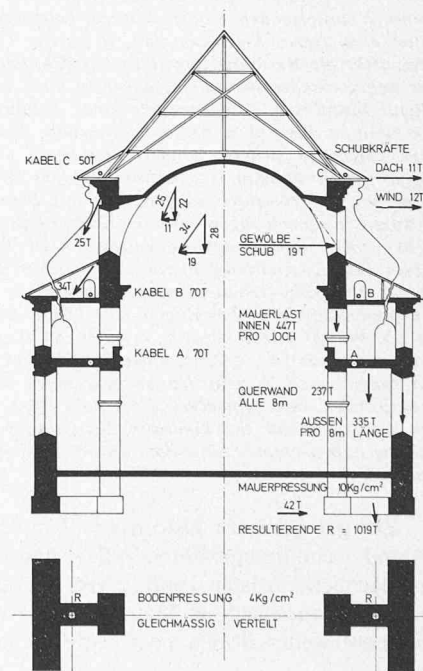 KABEL C 50T
SCHUBKRÄFTE
C
DACH 11T
WIND 12T
25
22
11
34
28
19
25T
GEWÖLBE -
SCHUB 19T
34T
KABEL B 70T
B
MAUERLAST
INNEN 447T
PRO JOCH
KABEL A 70T
A
QUERWAND 237T
ALLE 8m
AUSSEN 335T
PRO 8m LÄNGE
MAUERPRESSUNG 10Kg/cm²
42T
RESULTIERENDE R = 1019T
R
BODENPRESSUNG 4Kg/cm²
R
GLEICHMÄSSIG VERTEILT